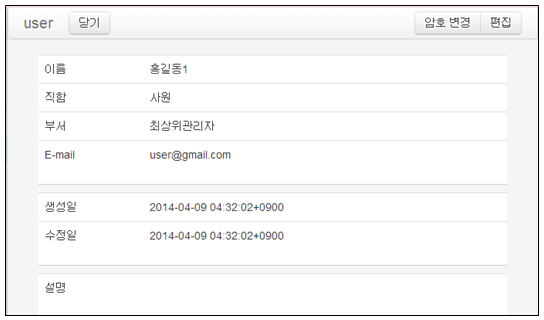 user 닫기 암호 변경 편집
이름 홍길동1
직함 사원
부서 최상위관리자
E-mail user@gmail.com
생성일 2014-04-09 04:32:02+0900
수정일 2014-04-09 04:32:02+0900
설명